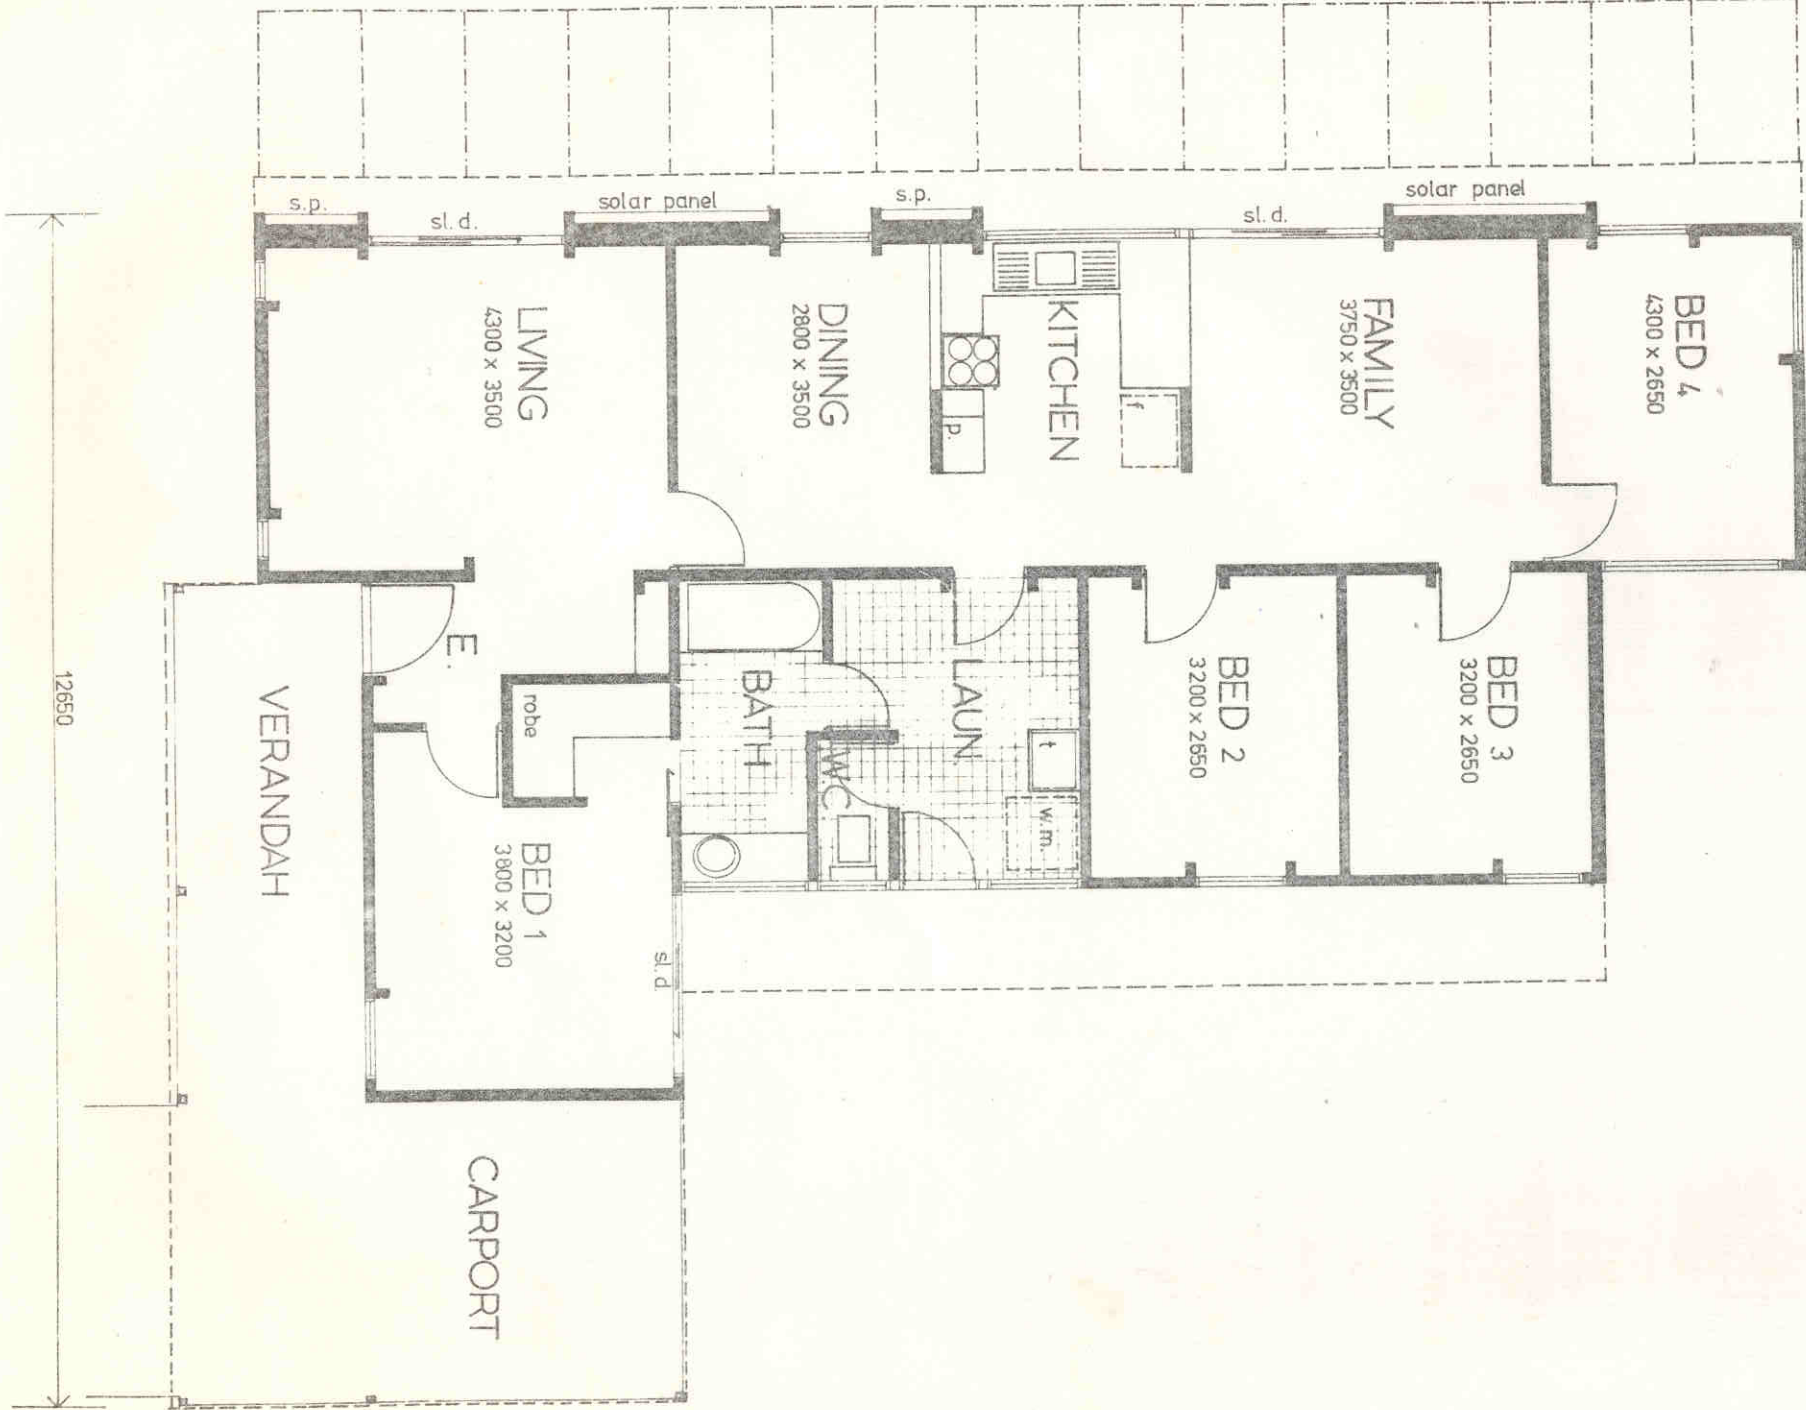 s.p.
sl. d.
solar panel
s.p.
sl. d.
solar panel
LIVING
4300 x 3500
DINING
2800 x 3500
KITCHEN
p.
f
FAMILY
3750 x 3500
BED 4
4300 x 2650
E.
robe
BATH
W.C
LAUN.
t
w.m.
BED 2
3200 x 2650
BED 3
3200 x 2650
VERANDAH
BED 1
3800 x 3200
sl. d.
CARPORT
12650